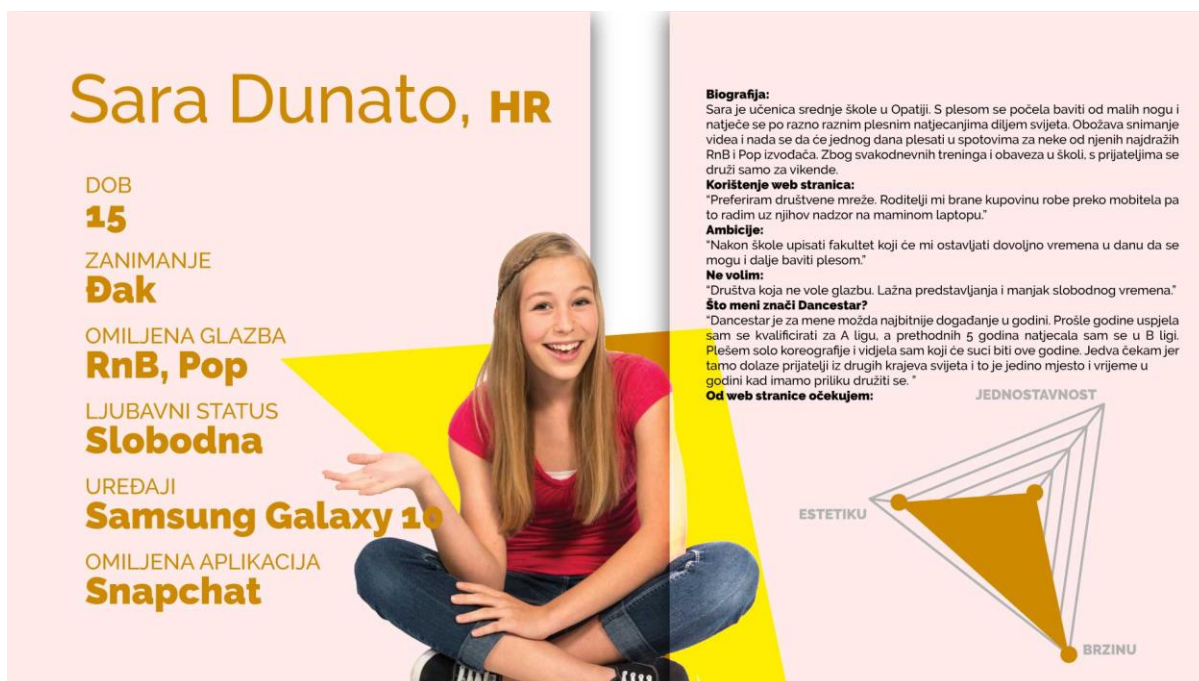 Sara Dunato, HR
DOB
15
ZANIMANJE
Đak
OMILJENA GLAZBA
RnB, Pop
LJUBAVNI STATUS
Slobodna
UREĐAJI
Samsung Galaxy 10
OMILJENA APLIKACIJA
Snapchat
Biografija:
Sara je učenica srednje škole u Opatiji. S plesom se počela baviti od malih nogu i
natječe se po razno raznim plesnim natjecanjima diljem svijeta. Obožava snimanje
videa i nada se da će jednog dana plesati u spotovima za neke od njenih najdražih
RnB i Pop izvođača. Zbog svakodnevnih treninga i obaveza u školi, s prijateljima se
druži samo za vikende.
Korištenje web stranica:
"Preferiram društvene mreže. Roditelji mi brane kupovinu robe preko mobitela pa
to radim uz njihov nadzor na maminom laptopu."
Ambicije:
"Nakon škole upisati fakultet koji će mi ostavljati dovoljno vremena u danu da se
mogu i dalje baviti plesom."
Ne volim:
"Društva koja ne vole glazbu. Lažna predstavljanja i manjak slobodnog vremena."
Što meni znači Dancestar?
"Dancestar je za mene možda najbitnije događanje u godini. Prošle godine uspjela
sam se kvalificirati za A ligu, a prethodnih 5 godina natjecala sam se u B ligi.
Plešem solo koreografije i vidjela sam koji će suci biti ove godine. Jedva čekam jer
tamo dolaze prijatelji iz drugih krajeva svijeta i to je jedino mjesto i vrijeme u
godini kad imamo priliku družiti se. "
Od web stranice očekujem:
JEDNOSTAVNOST
ESTETIKU
BRZINU